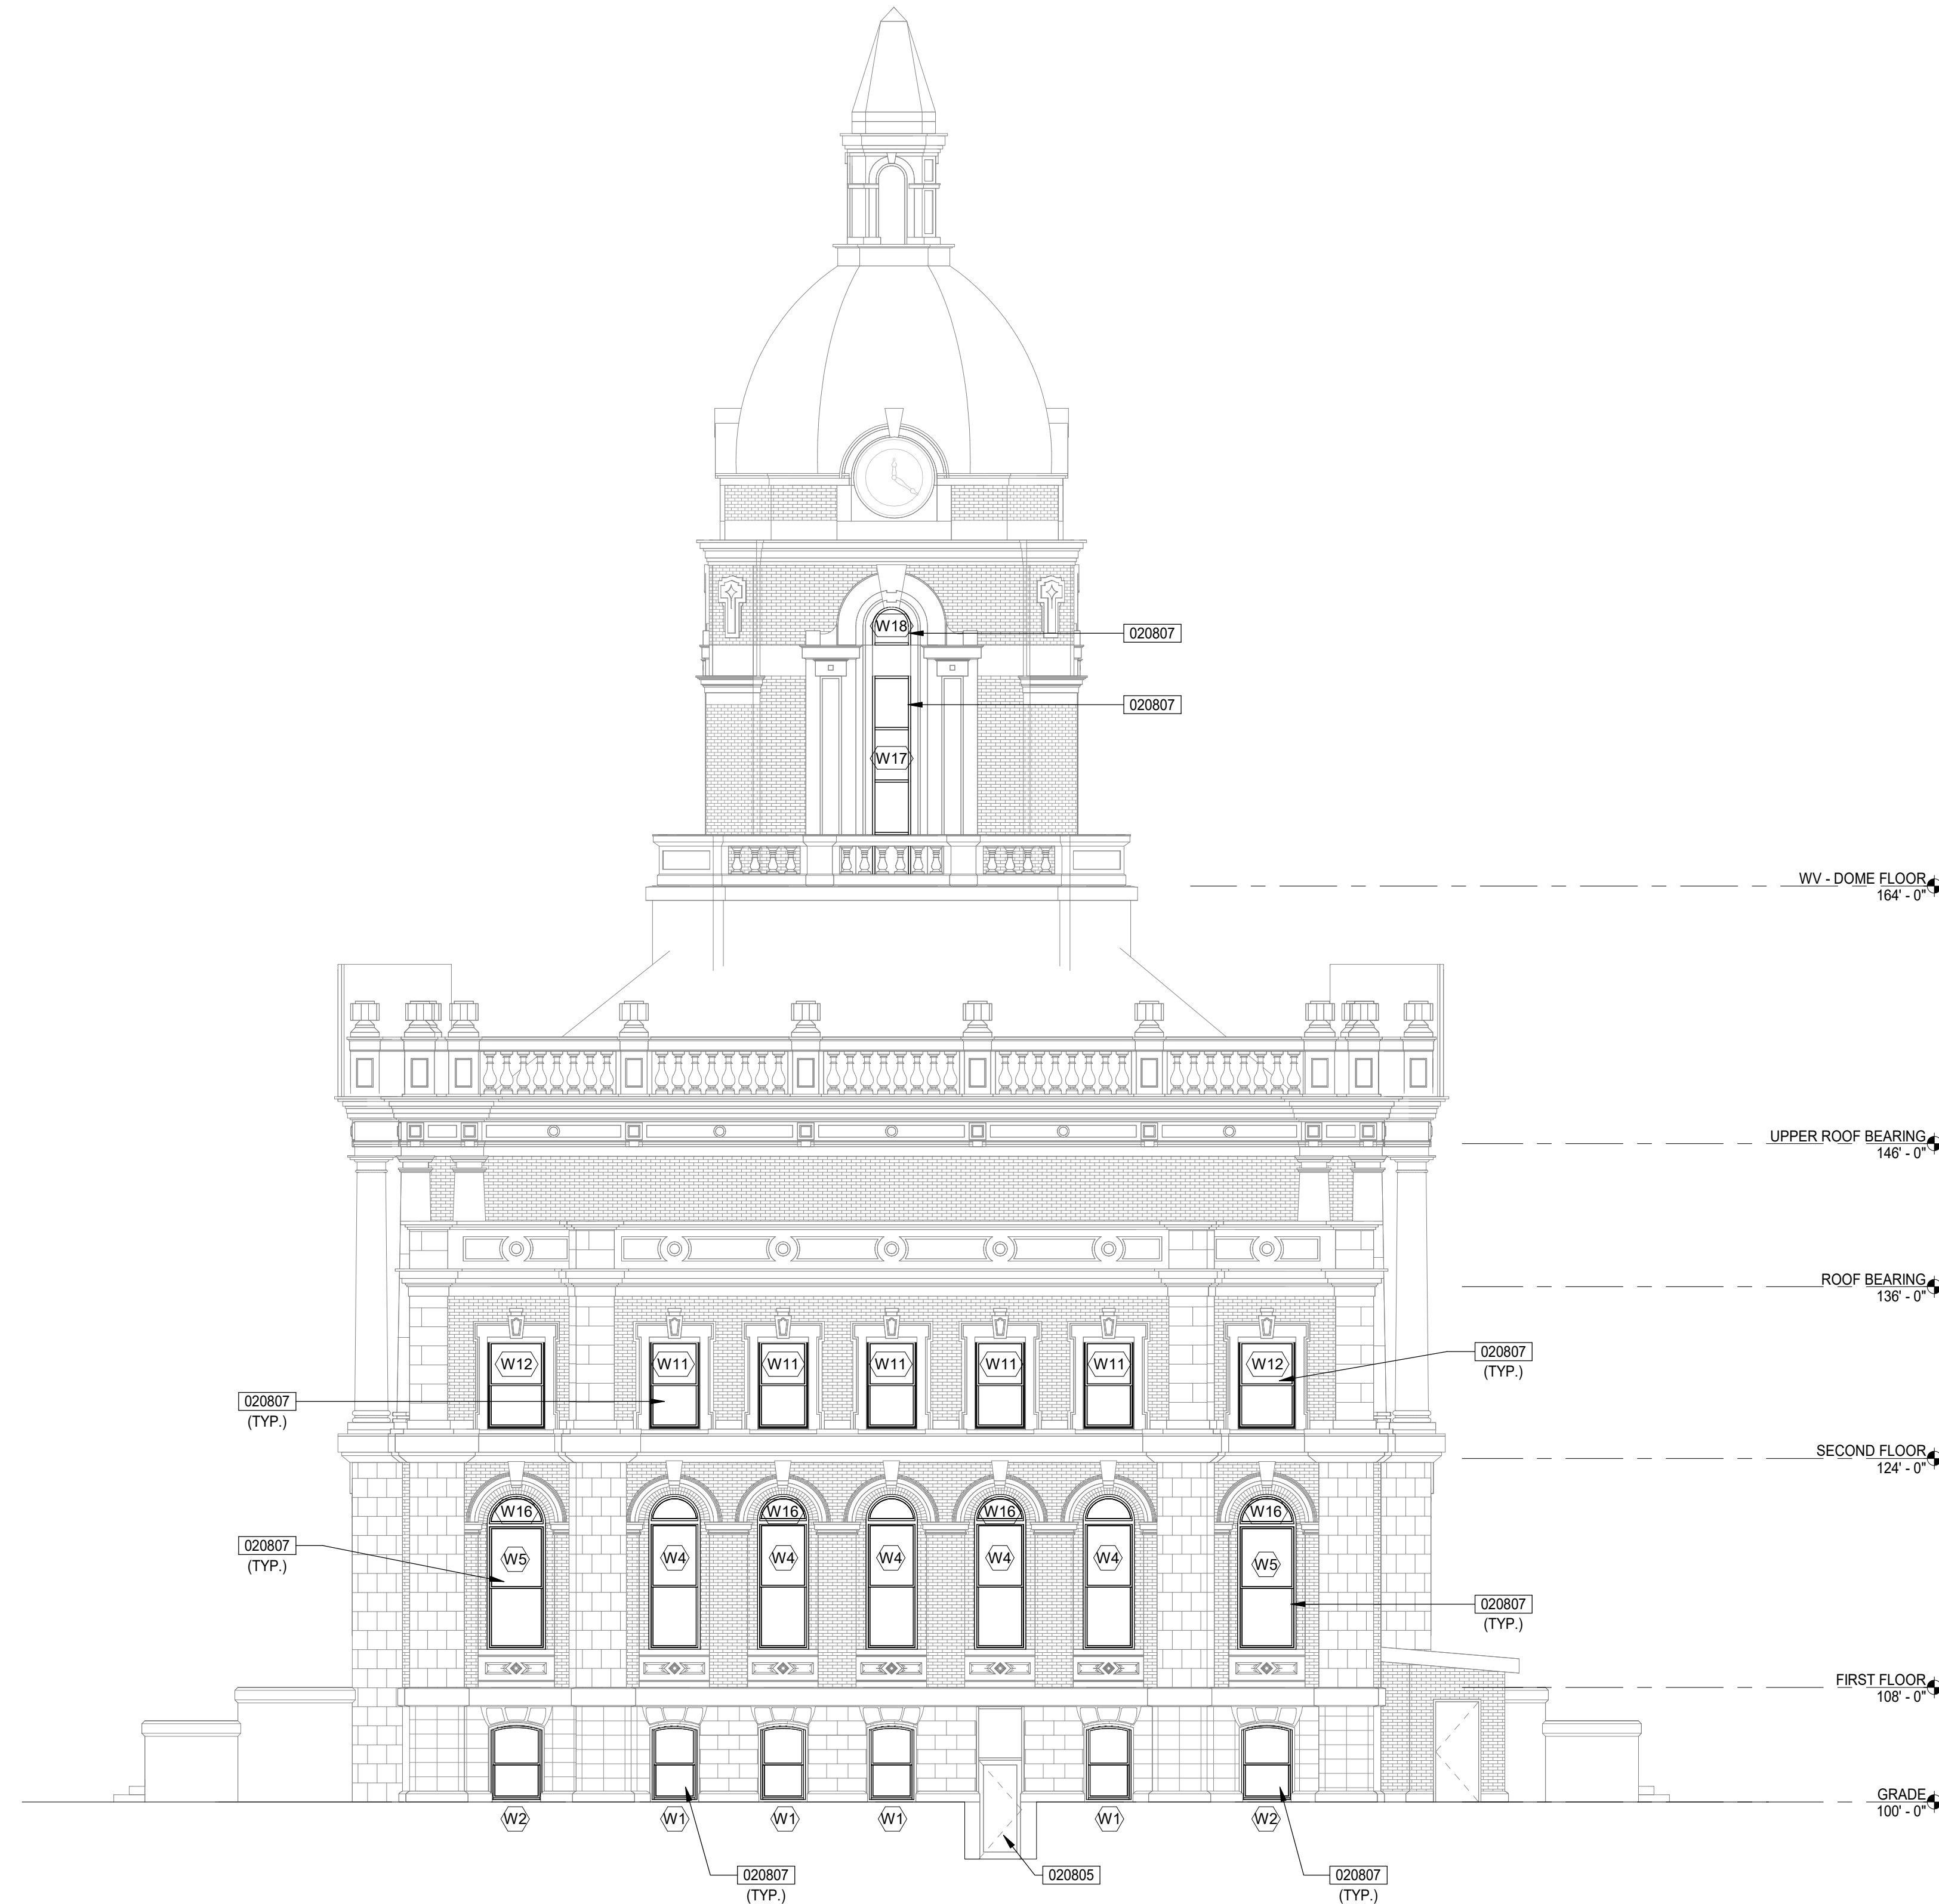 W18
020807
020807
W17
WV - DOME FLOOR
164' - 0"
UPPER ROOF BEARING
146' - 0"
ROOF BEARING
136' - 0"
W12
W11
W11
W11
W11
W11
W12
020807
(TYP.)
020807
(TYP.)
SECOND FLOOR
124' - 0"
W16
W16
W16
W16
020807
(TYP.)
W5
W4
W4
W4
W4
W4
W5
020807
(TYP.)
FIRST FLOOR
108' - 0"
GRADE
100' - 0"
W2
W1
W1
W1
W1
W2
020807
(TYP.)
020805
020807
(TYP.)